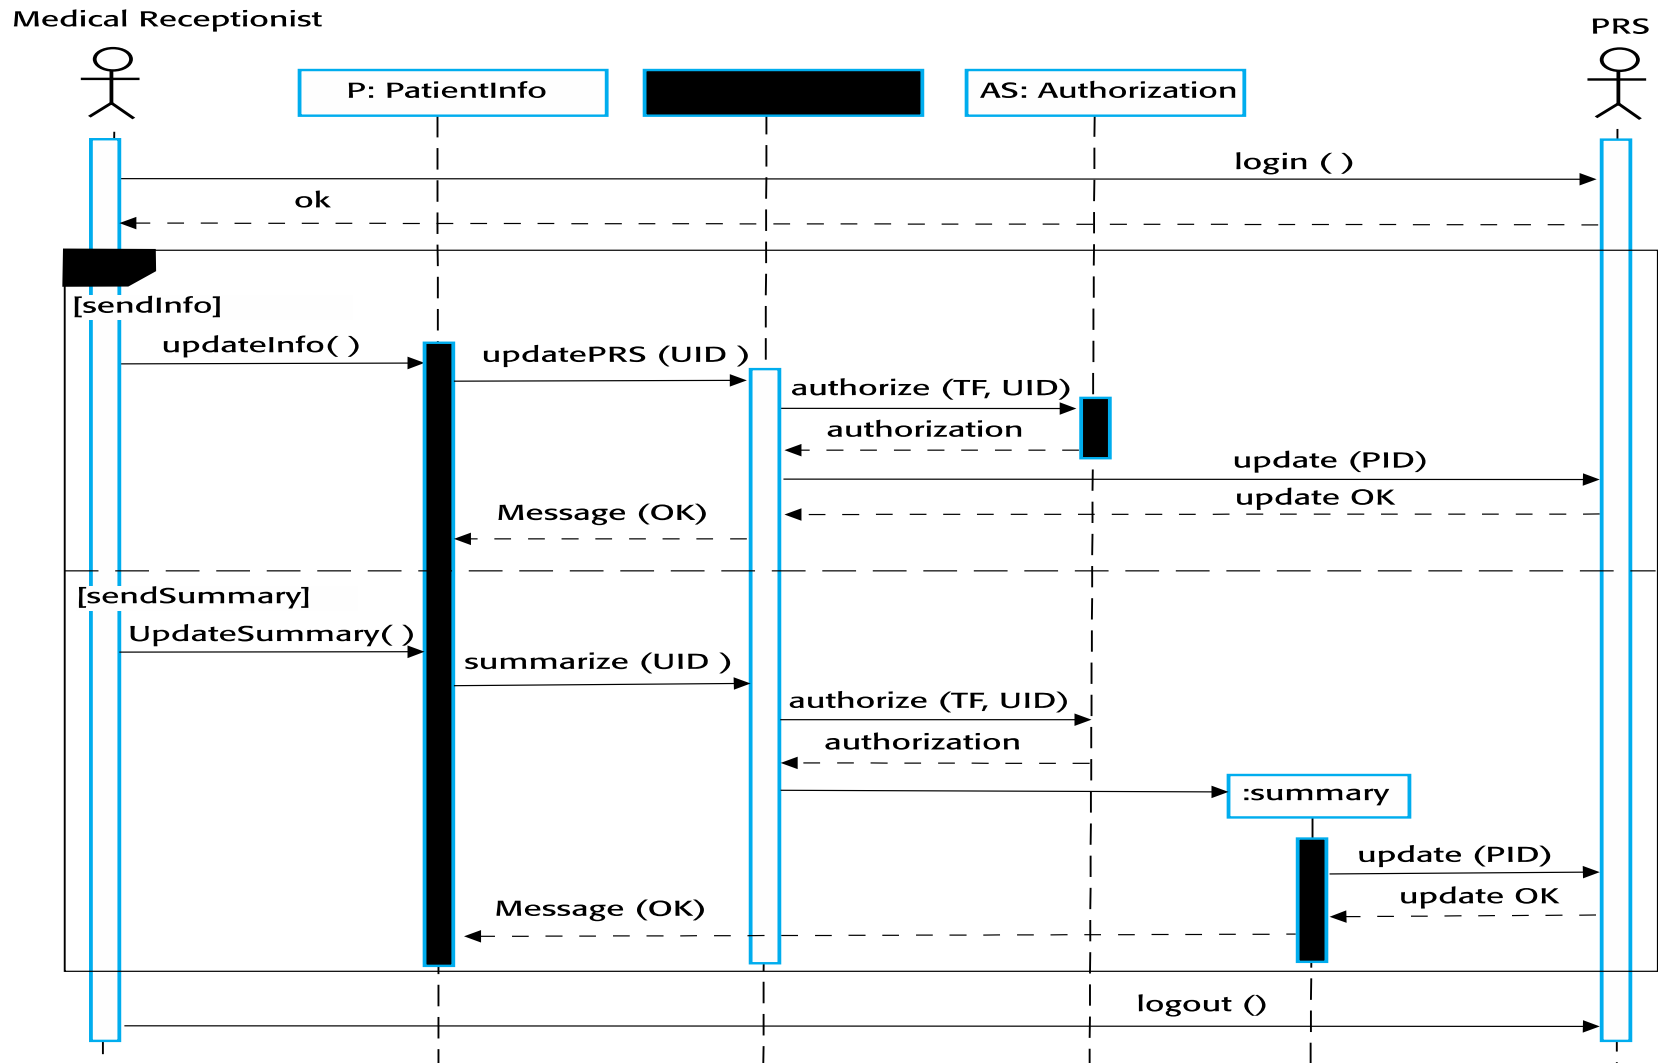 Medical Receptionist
PRS
P: PatientInfo
AS: Authorization
login ( )
ok
[sendInfo]
updateInfo( )
updatePRS (UID )
authorize (TF, UID)
authorization
update (PID)
update OK
Message (OK)
[sendSummary]
UpdateSummary( )
summarize (UID )
authorize (TF, UID)
authorization
:summary
update (PID)
update OK
Message (OK)
logout ()